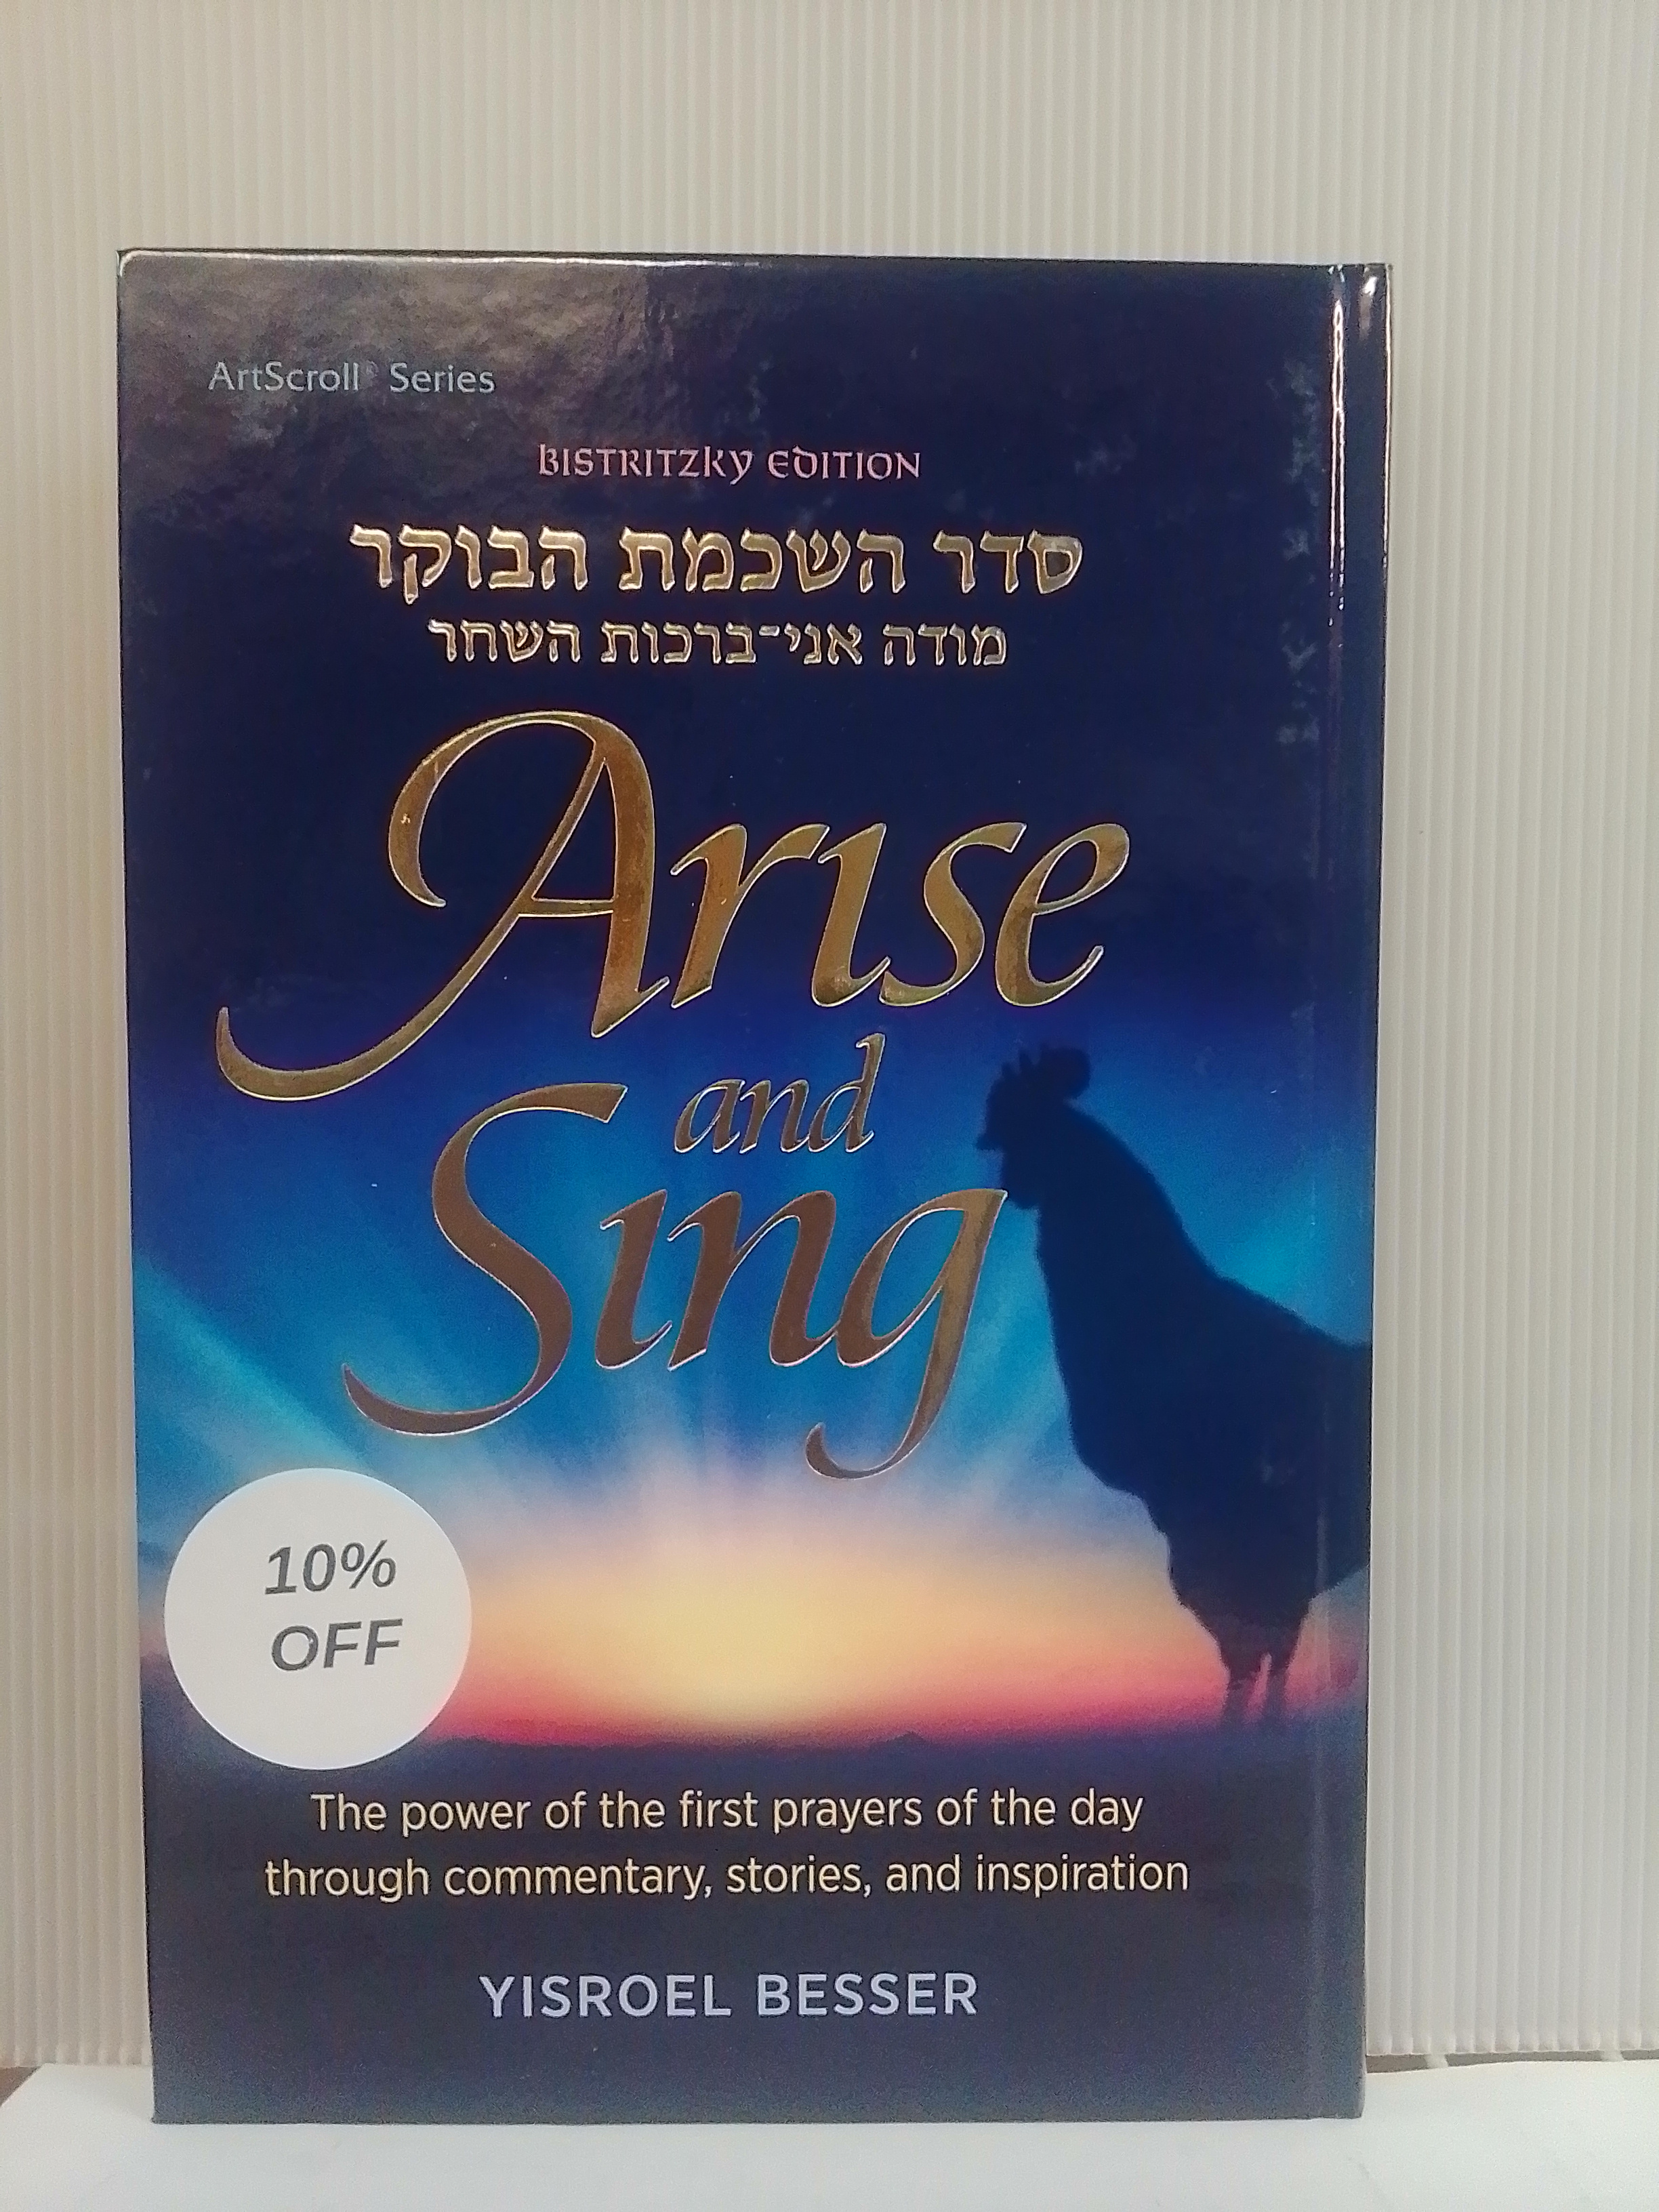 ArtScroll® Series
BISTRITZKY EDITION
סדר השכמת הבוקר
מודה אני־ברכות השחר
Arise
and
Sing
10%
OFF
The power of the first prayers of the day
through commentary, stories, and inspiration
YISROEL BESSER